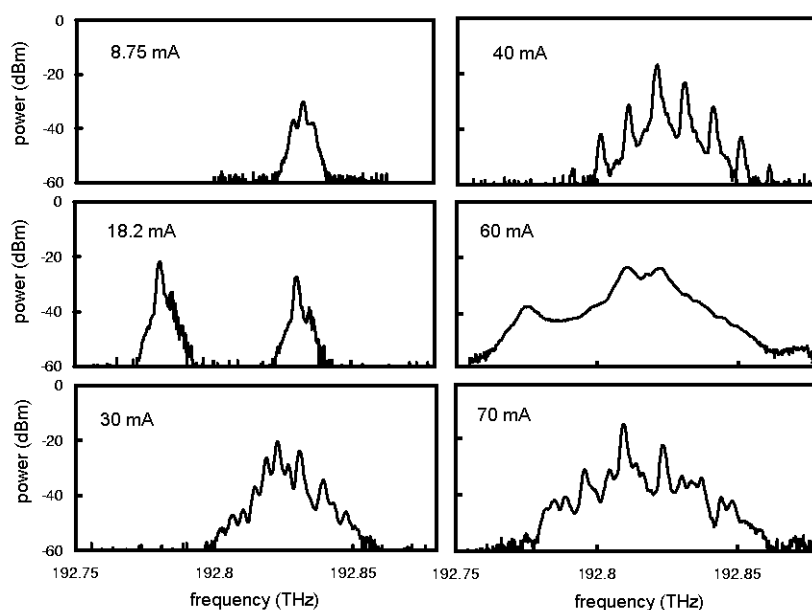 0
8.75 mA
-20
-40
-60
power (dBm)
40 mA
0
18.2 mA
-20
-40
-60
power (dBm)
60 mA
0
30 mA
-20
-40
-60
power (dBm)
70 mA
192.75 192.8 192.85
frequency (THz)
192.75 192.8 192.85
frequency (THz)